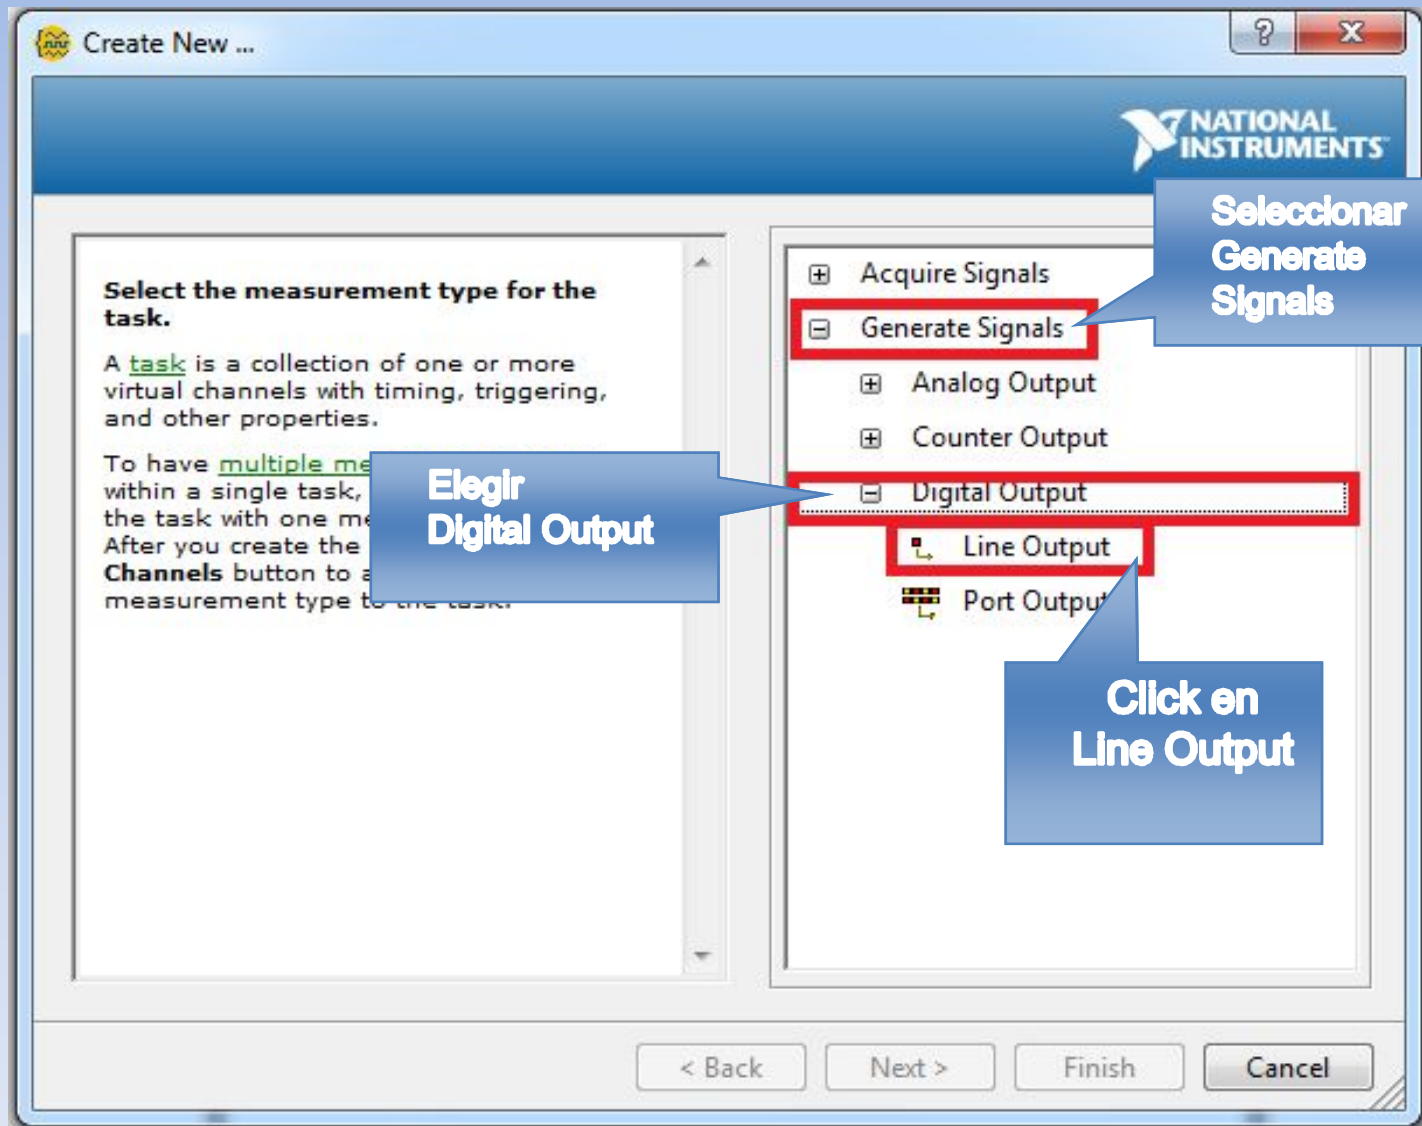 Create New ...
NATIONAL
INSTRUMENTS
Select the measurement type for the
task.
A task is a collection of one or more
virtual channels with timing, triggering,
and other properties.
To have multiple
within a single task,
the task with one
After you create the
Channels button to
measurement type to the task.
Acquire Signals
Generate Signals
Analog Output
Counter Output
Digital Output
Line Output
Port Output
Seleccionar
Generate
Signals
Elegir
Digital Output
Click en
Line Output
< Back
Next >
Finish
Cancel